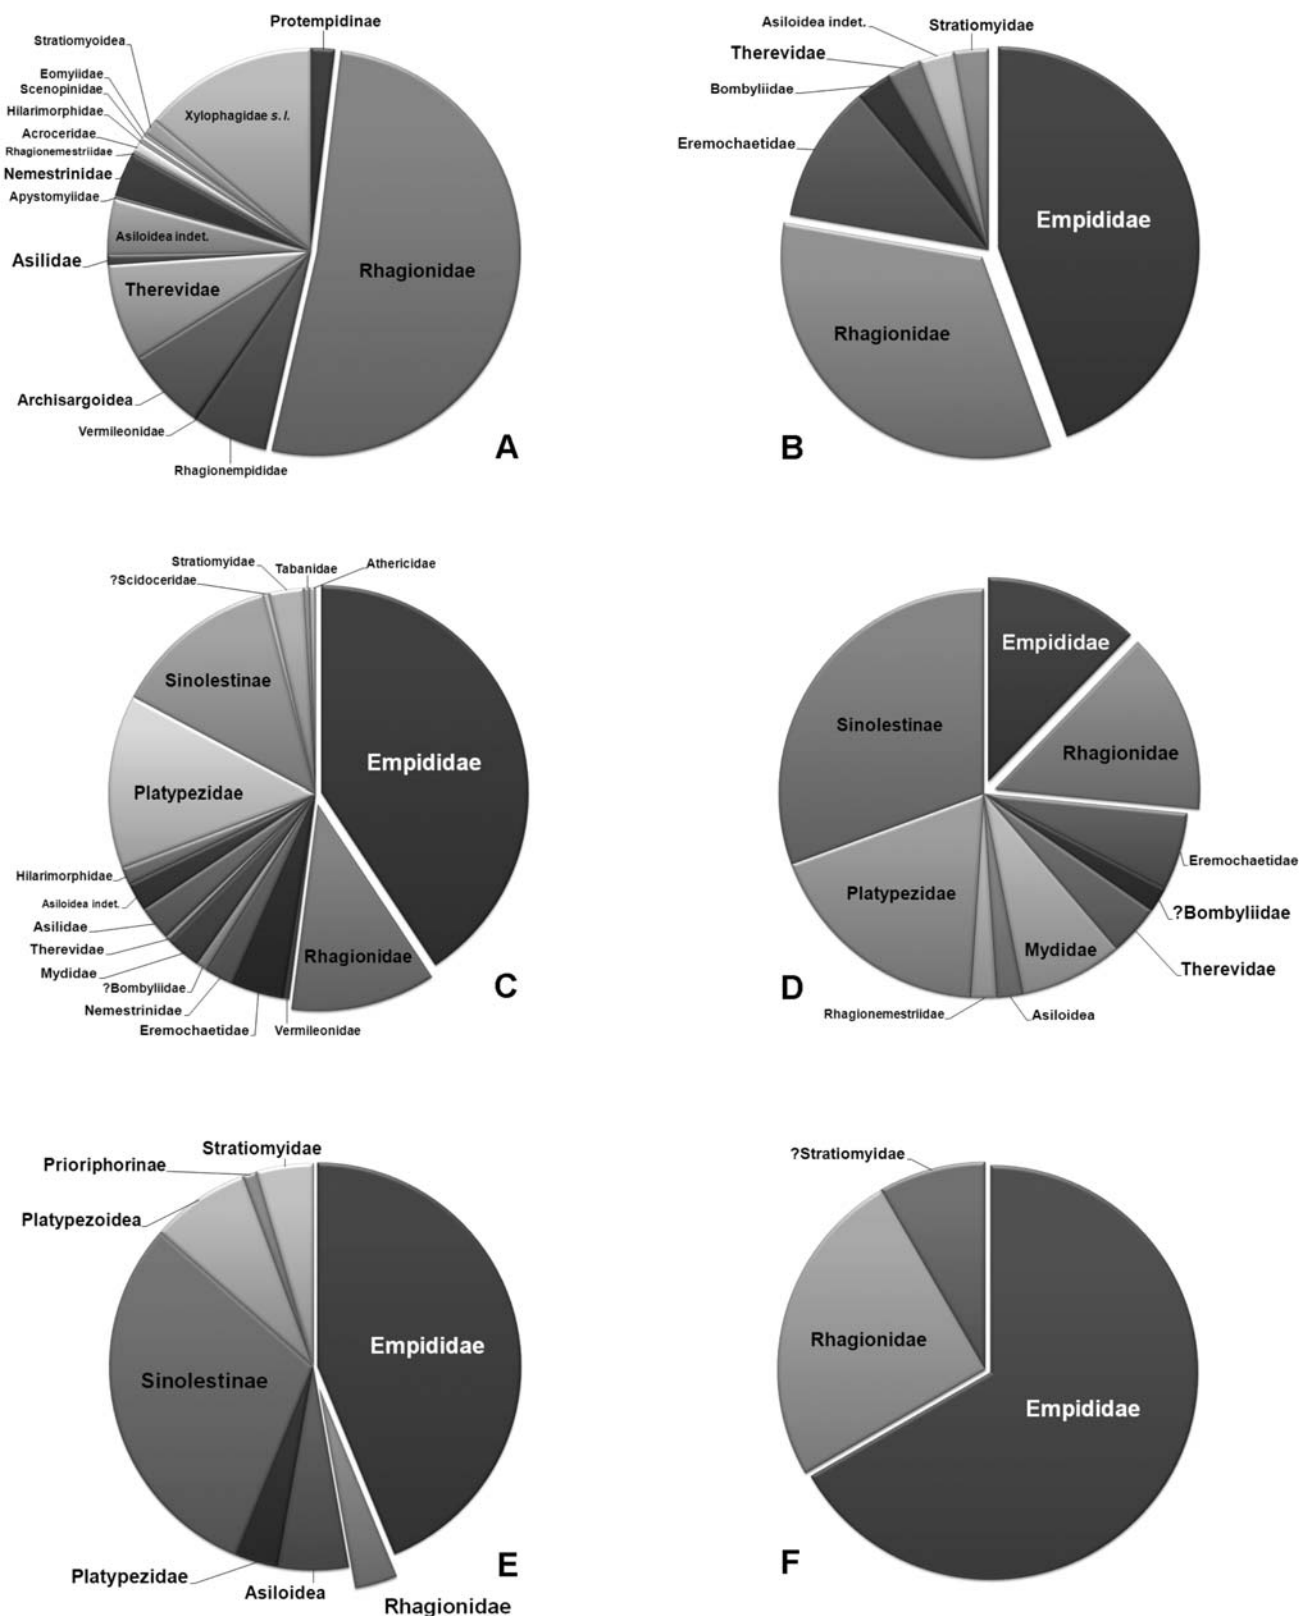 Protempidinae
Stratiomyoidea
Eomyiidae
Scenopinidae
Hilarimorphidae
Acroceridae
Rhagionemestriidae
Nemestrinidae
Apystomyiidae
Xylophagidae s. l.
Asiloidea indet.
Asilidae
Therevidae
Rhagionidae
Archisargoidea
Vermileonidae
Rhagionempididae
A
Asiloidea indet.
Stratiomyidae
Therevidae
Bombyliidae
Eremochaetidae
Empididae
Rhagionidae
B
Stratiomyidae
Tabanidae
Athericidae
?Scidoceridae
Sinolestinae
Empididae
Platypezidae
Hilarimorphidae
Asiloidea indet.
Asilidae
Therevidae
Mydidae
?Bombyliidae
Nemestrinidae
Eremochaetidae
Vermileonidae
Rhagionidae
C
Empididae
Sinolestinae
Rhagionidae
Eremochaetidae
Platypezidae
?Bombyliidae
Mydidae
Therevidae
Rhagionemestriidae
Asiloidea
D
Stratiomyidae
Prioriphorinae
Platypezoidea
Empididae
Sinolestinae
Platypezidae
Asiloidea
Rhagionidae
E
?Stratiomyidae
Rhagionidae
Empididae
F